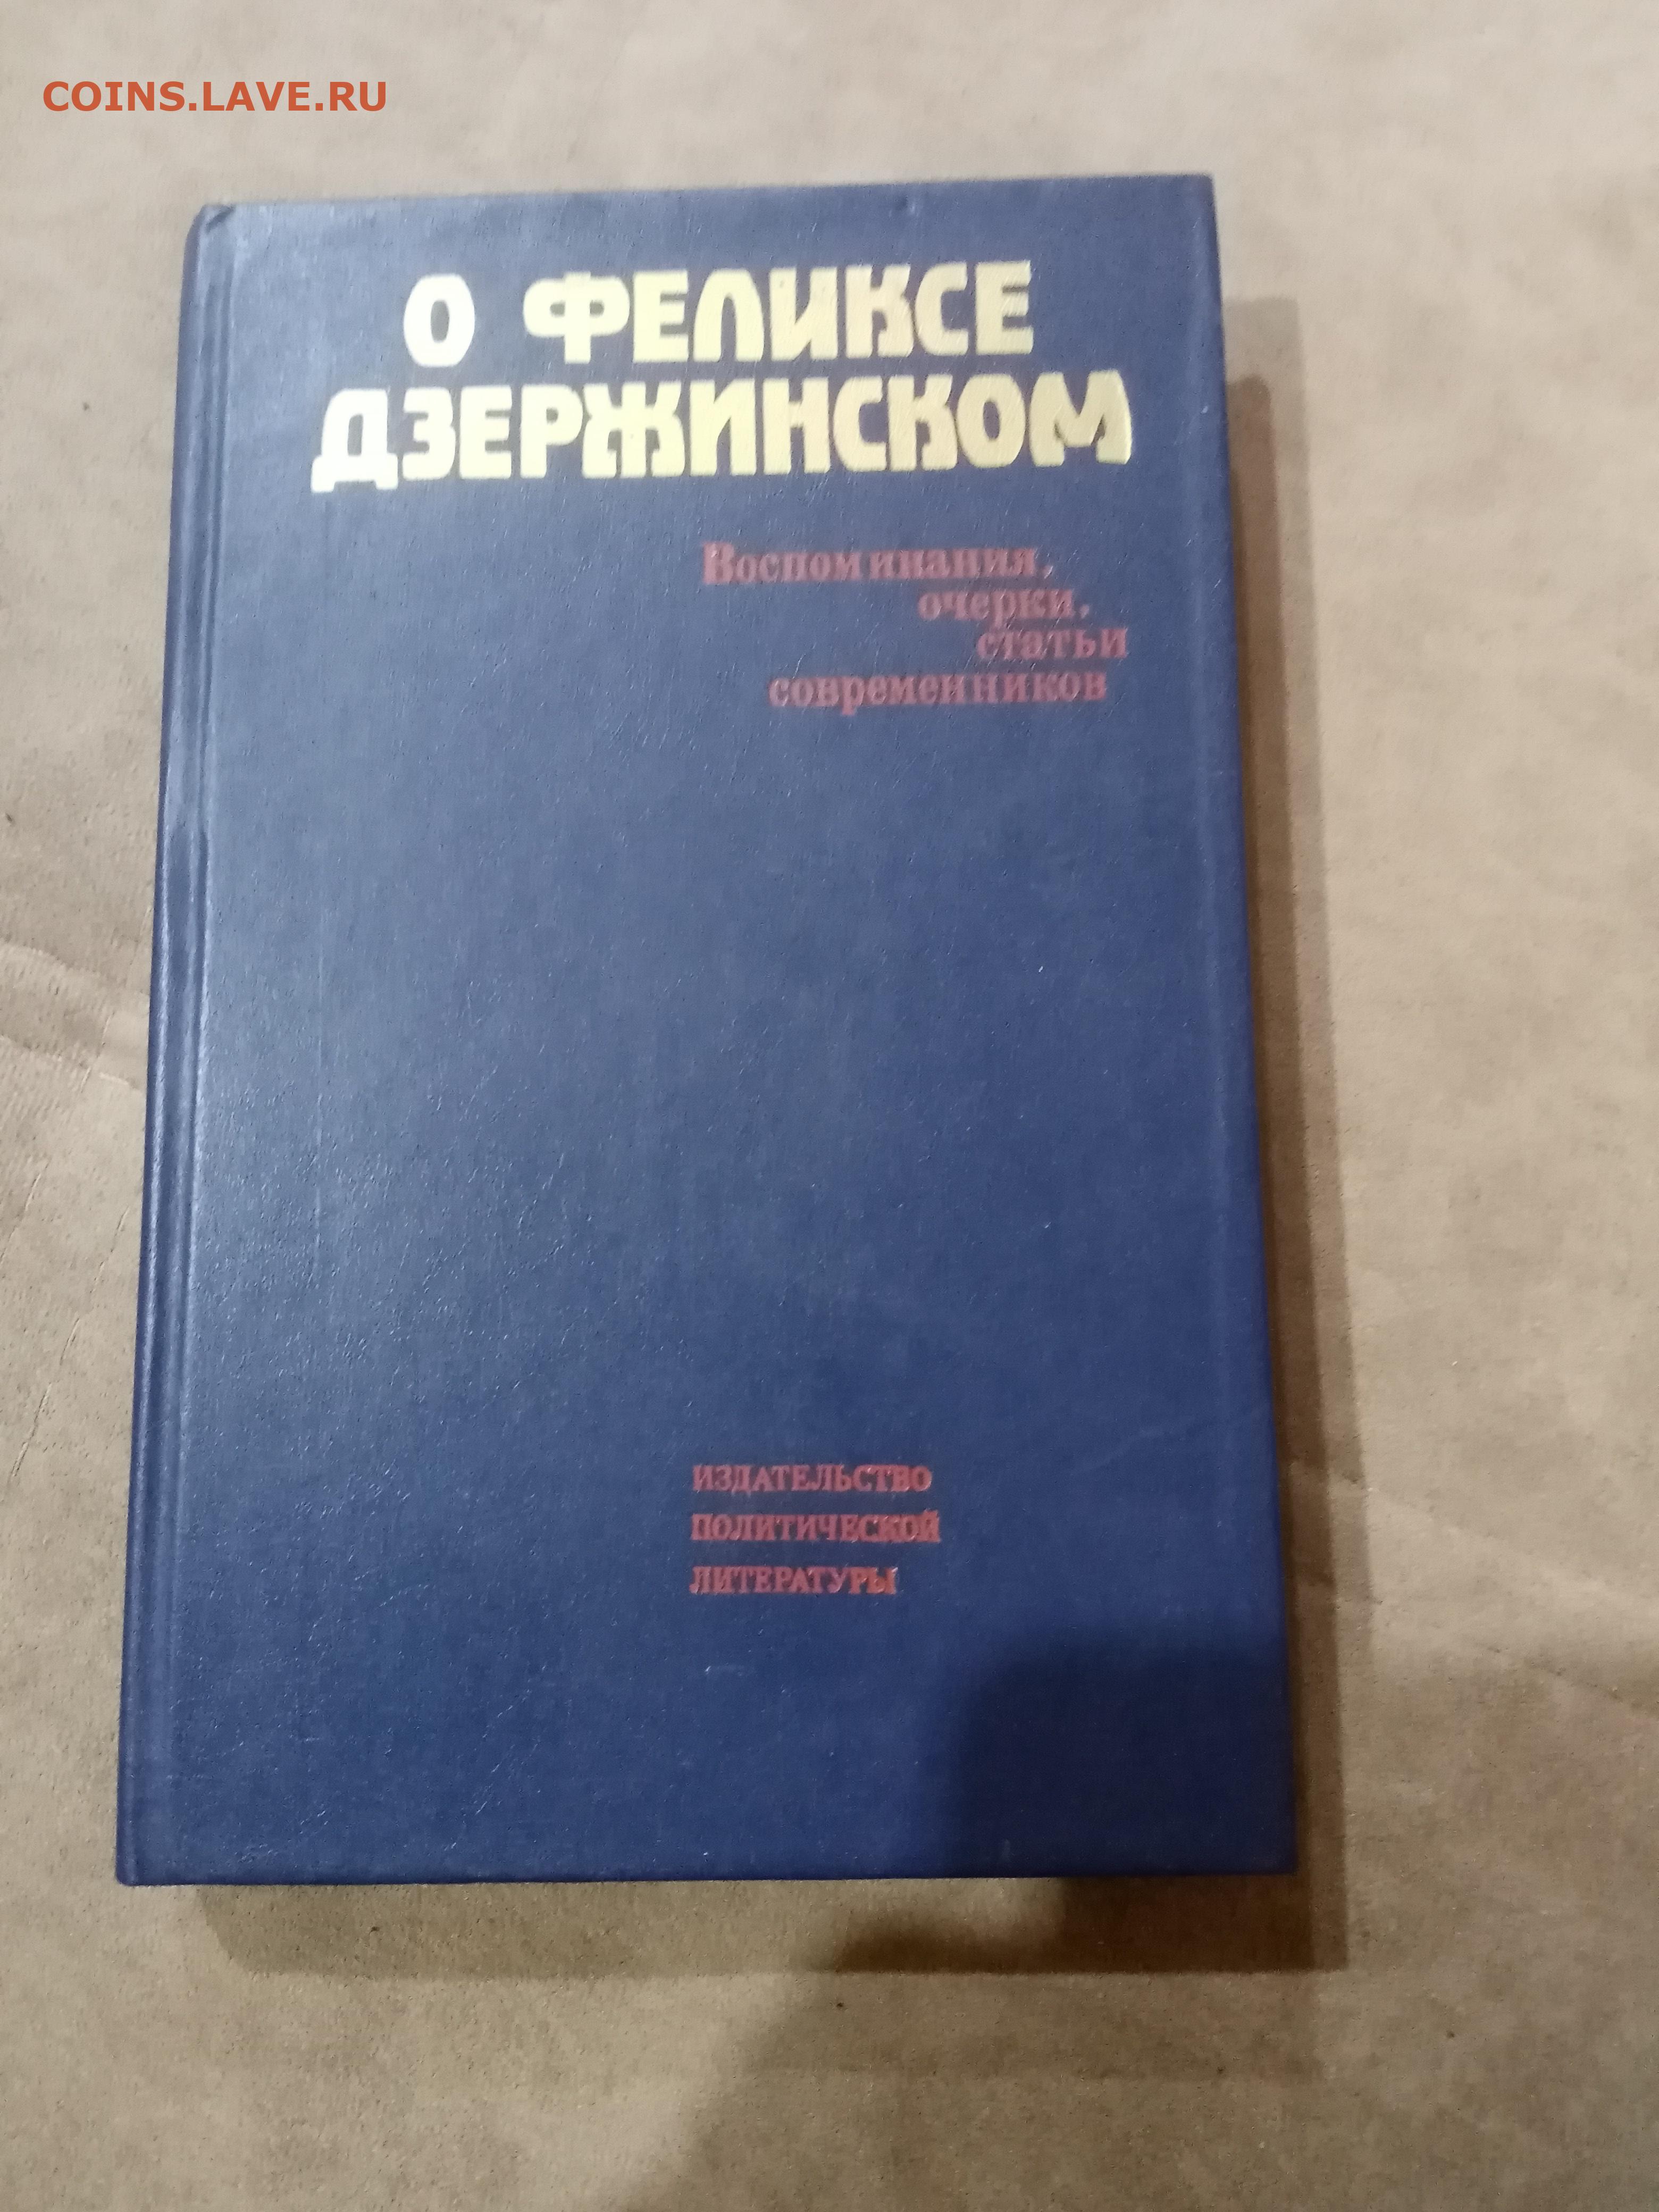 COINS.LAVE.RU
О ФЕЛИКСЕ
ДЗЕРЖИНСКОМ
Воспоминания,
очерки,
статьи
современников
ИЗДАТЕЛЬСТВО
ПОЛИТИЧЕСКОЙ
ЛИТЕРАТУРЫ